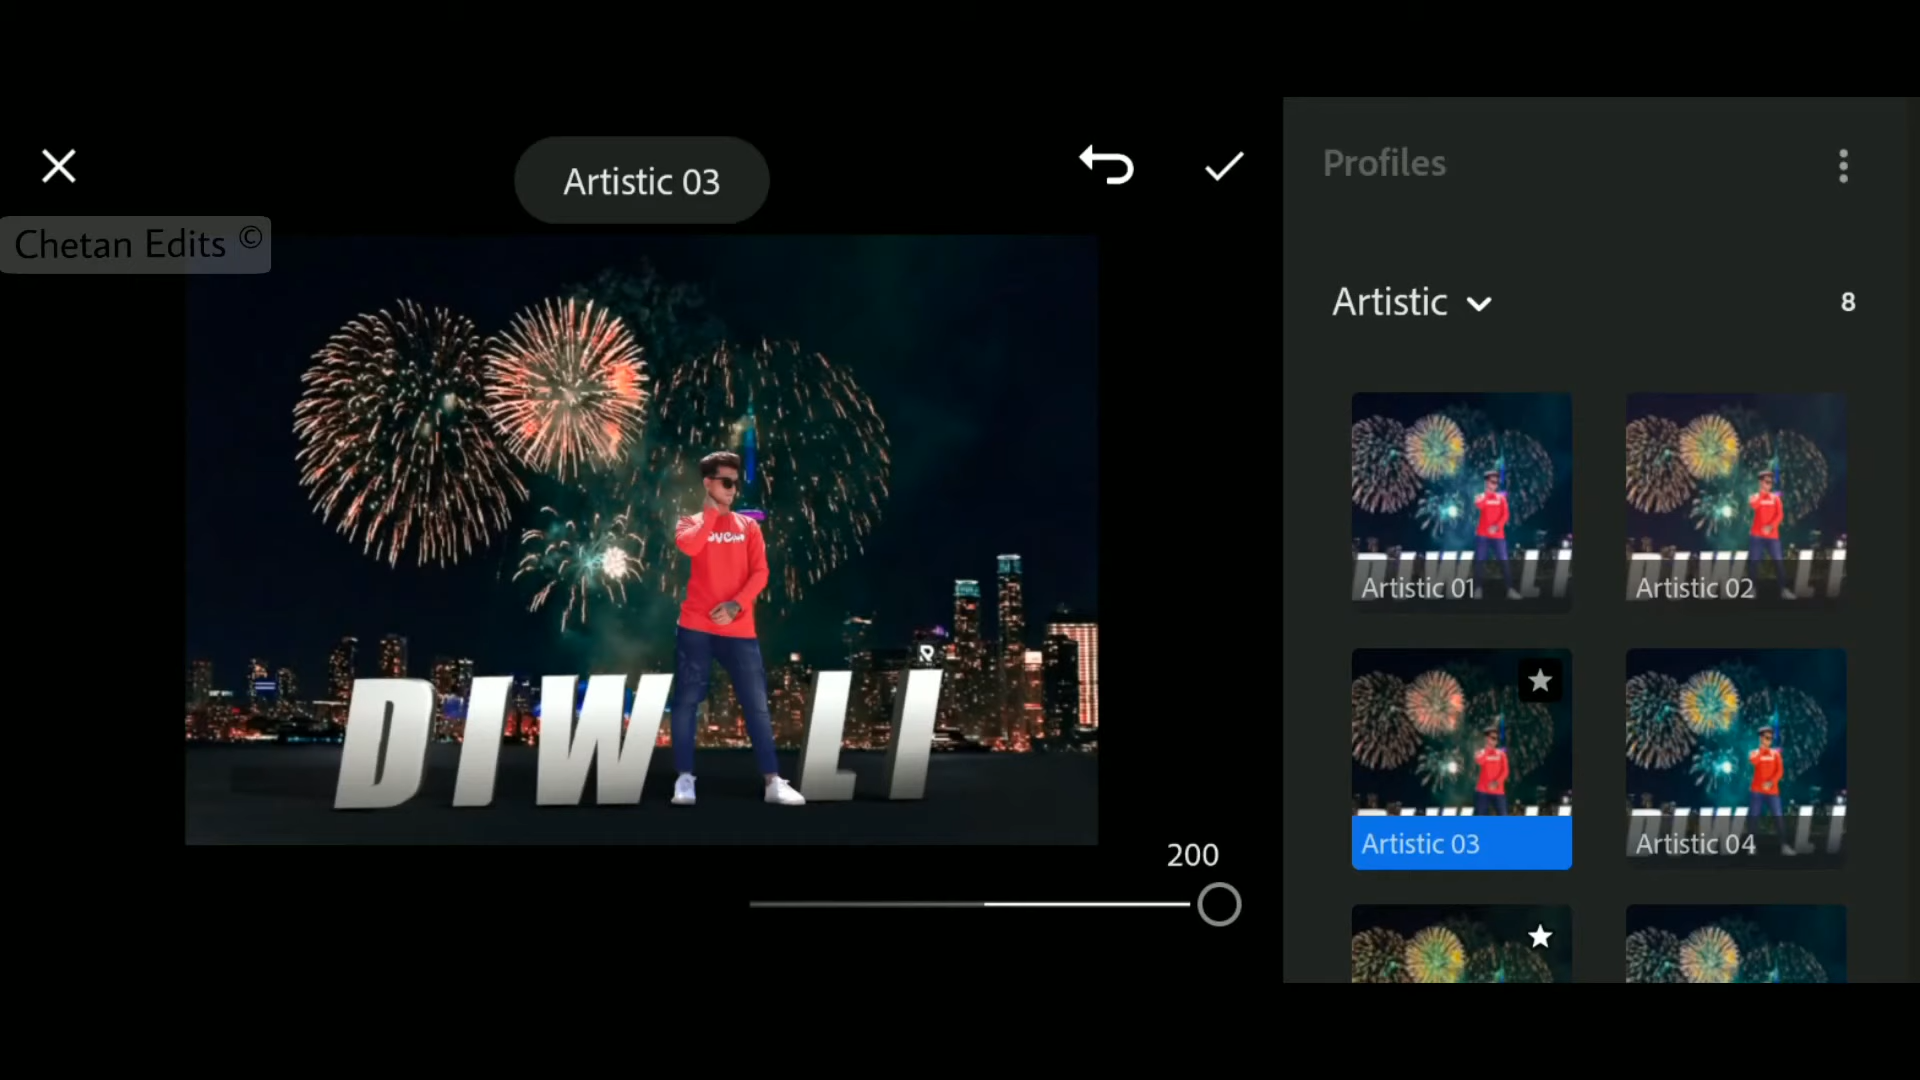 Artistic 03
Profiles
Chetan Edits ©
Artistic
8
Artistic 01
Artistic 02
DIW LI
Artistic 03
Artistic 04
200